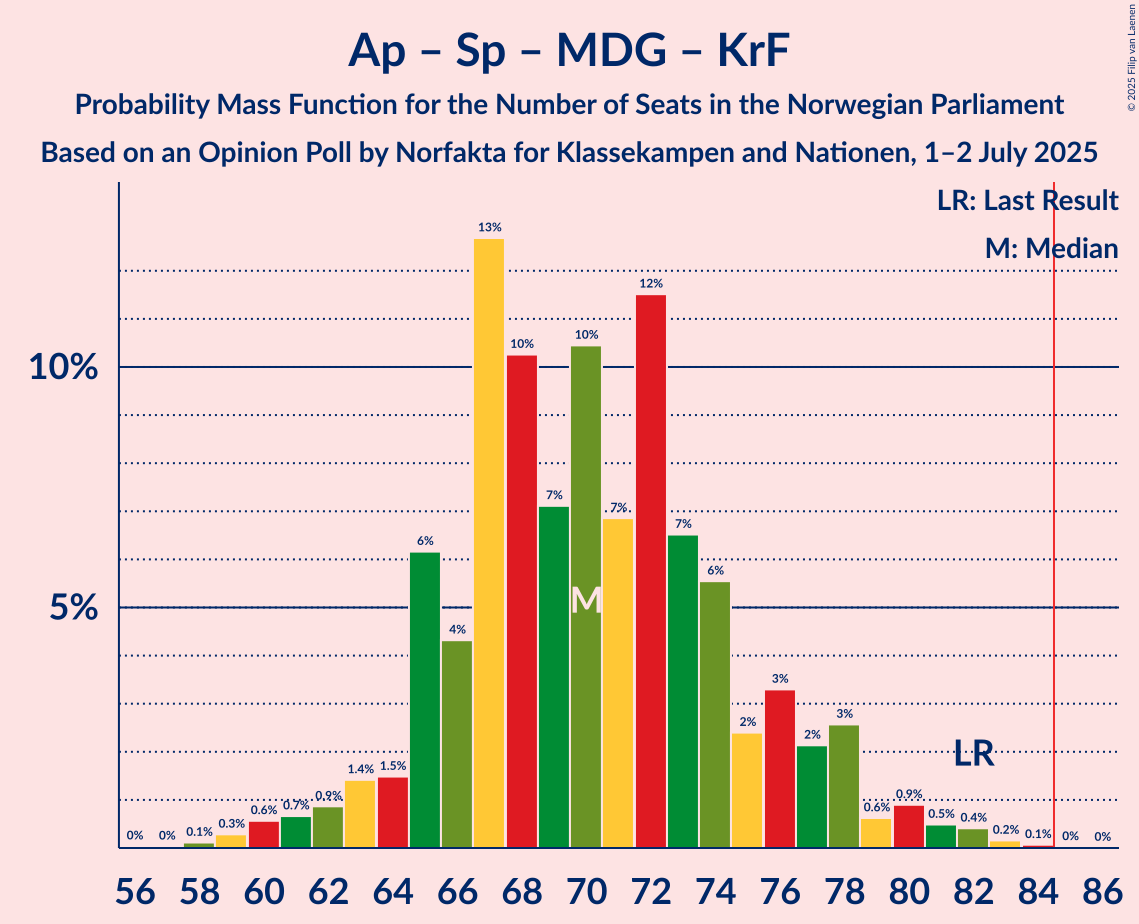 Ap – Sp – MDG – KrF
Probability Mass Function for the Number of Seats in the Norwegian Parliament
Based on an Opinion Poll by Norfakta for Klassekampen and Nationen, 1–2 July 2025
© 2025 Filip van Laenen
LR: Last Result
M: Median
10%
5%
0% 0% 0.1% 0.3% 0.6% 0.7% 0.9% 1.4% 1.5% 6% 4% 13% 10% 7% 10% 7% 12% 7% 6% 2% 3% 2% 3% 0.6% 0.9% 0.5% 0.4% 0.2% 0.1% 0% 0%
M
LR
56 58 60 62 64 66 68 70 72 74 76 78 80 82 84 86